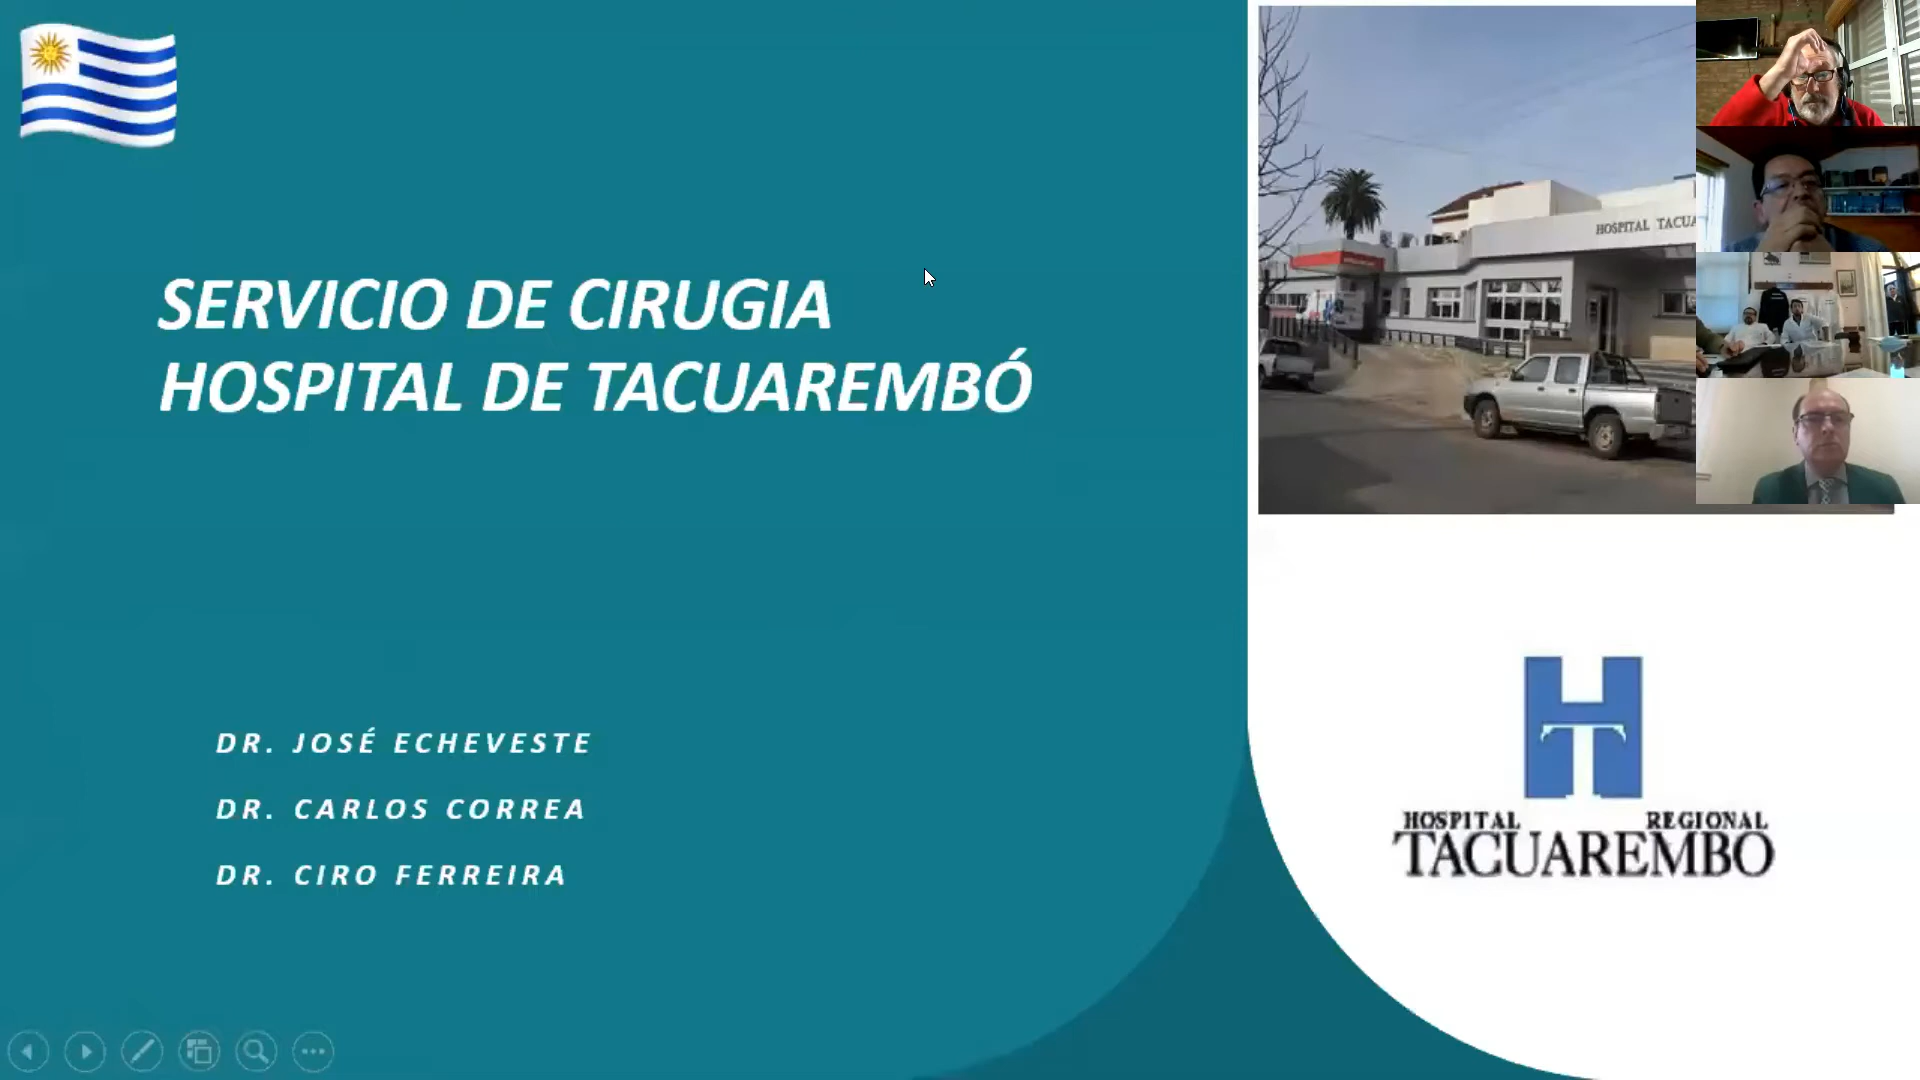 SERVICIO DE CIRUGIA
HOSPITAL DE TACUAREMBÓ
DR. JOSÉ ECHEVESTE
DR. CARLOS CORREA
DR. CIRO FERREIRA
HOSPITAL TACUA
HT
HOSPITAL REGIONAL
TACUAREMBO